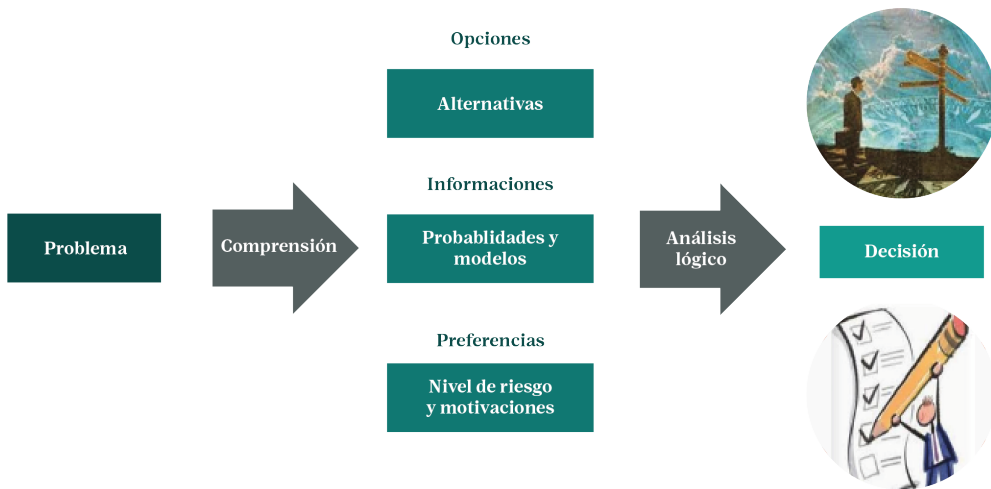 Problema
Comprensión
Opciones
Alternativas
Informaciones
Probablidades y
modelos
Preferencias
Nivel de riesgo
y motivaciones
Análisis
lógico
Decisión